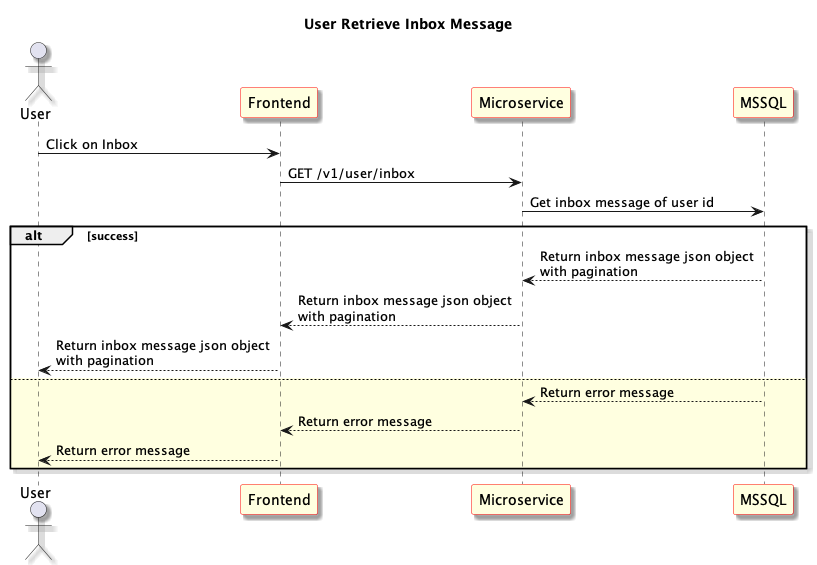 User Retrieve Inbox Message
User
Frontend
Microservice
MSSQL
Click on Inbox
GET /v1/user/inbox
Get inbox message of user id
alt
[success]
Return inbox message json object
with pagination
Return inbox message json object
with pagination
Return inbox message json object
with pagination
Return error message
Return error message
Return error message
User
Frontend
Microservice
MSSQL